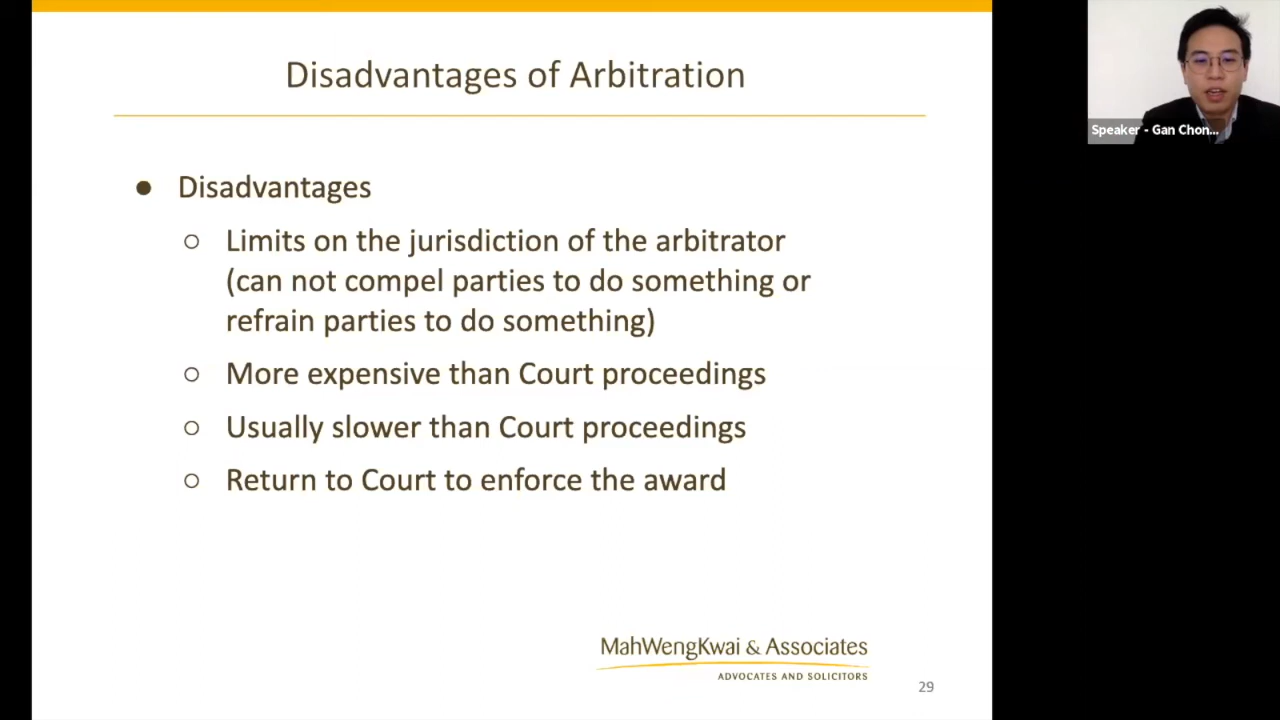 Disadvantages of Arbitration
● Disadvantages
○ Limits on the jurisdiction of the arbitrator
(can not compel parties to do something or
refrain parties to do something)
○ More expensive than Court proceedings
○ Usually slower than Court proceedings
○ Return to Court to enforce the award
MahWengKwai & Associates
ADVOCATES AND SOLICITORS
29
Speaker - Gan Chon...